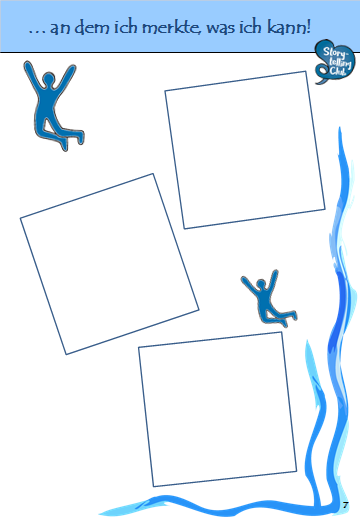 … an dem ich merkte, was ich kann!
Story-
telling
Club
7